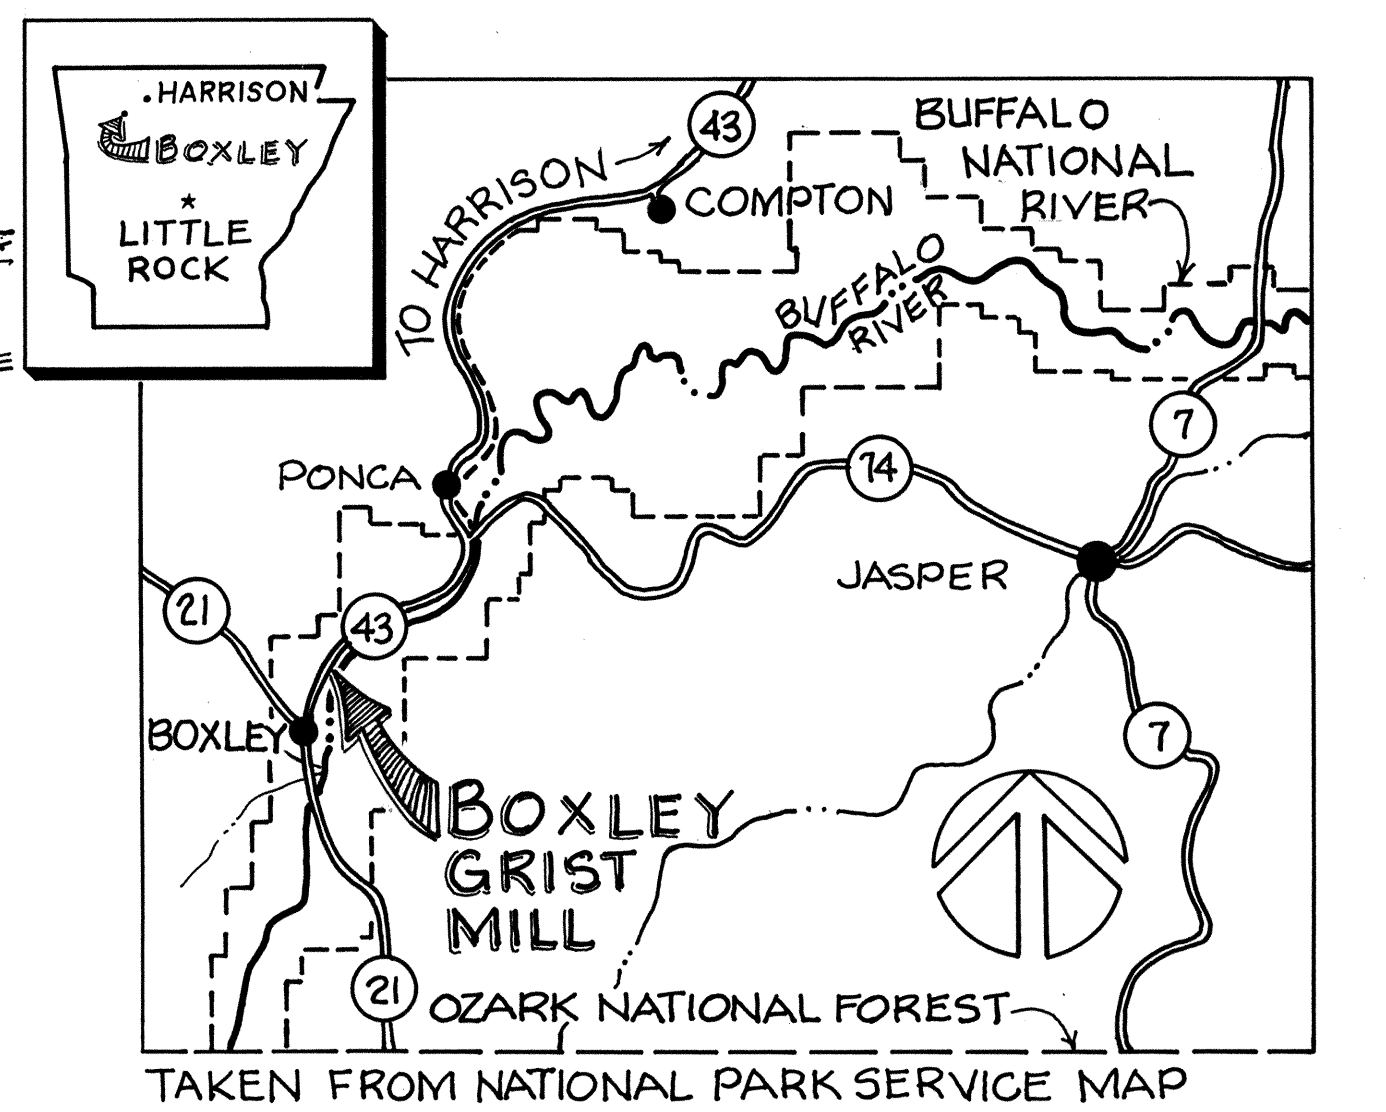 .HARRISON
BOXLEY
*
LITTLE
ROCK
43
BUFFALO
NATIONAL
RIVER
TO HARRISON
COMPTON
BUFFALO
RIVER
7
74
PONCA
JASPER
21
43
BOXLEY
7
BOXLEY
GRIST
MILL
21
OZARK NATIONAL FOREST
TAKEN FROM NATIONAL PARK SERVICE MAP